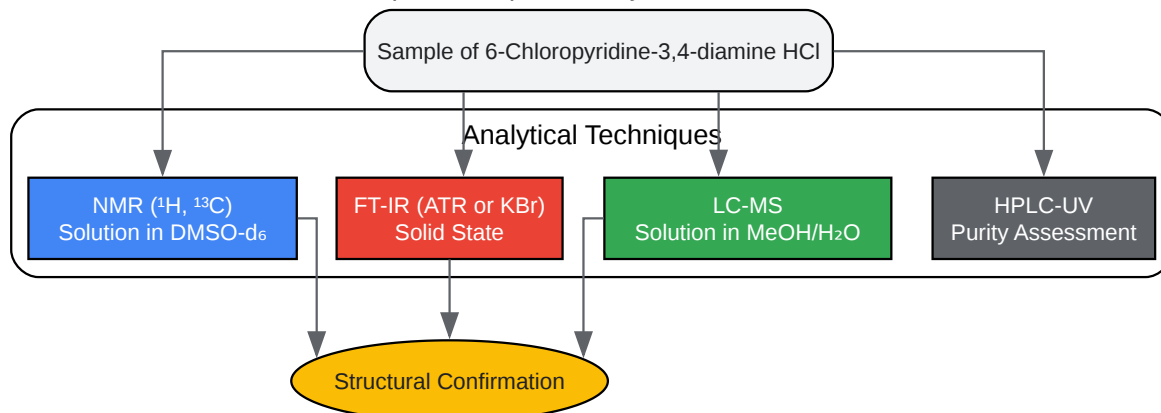 Sample of 6-Chloropyridine-3,4-diamine HCl
Analytical Techniques
NMR (¹H, ¹³C)
Solution in DMSO-d₆
FT-IR (ATR or KBr)
Solid State
LC-MS
Solution in MeOH/H₂O
HPLC-UV
Purity Assessment
Structural Confirmation